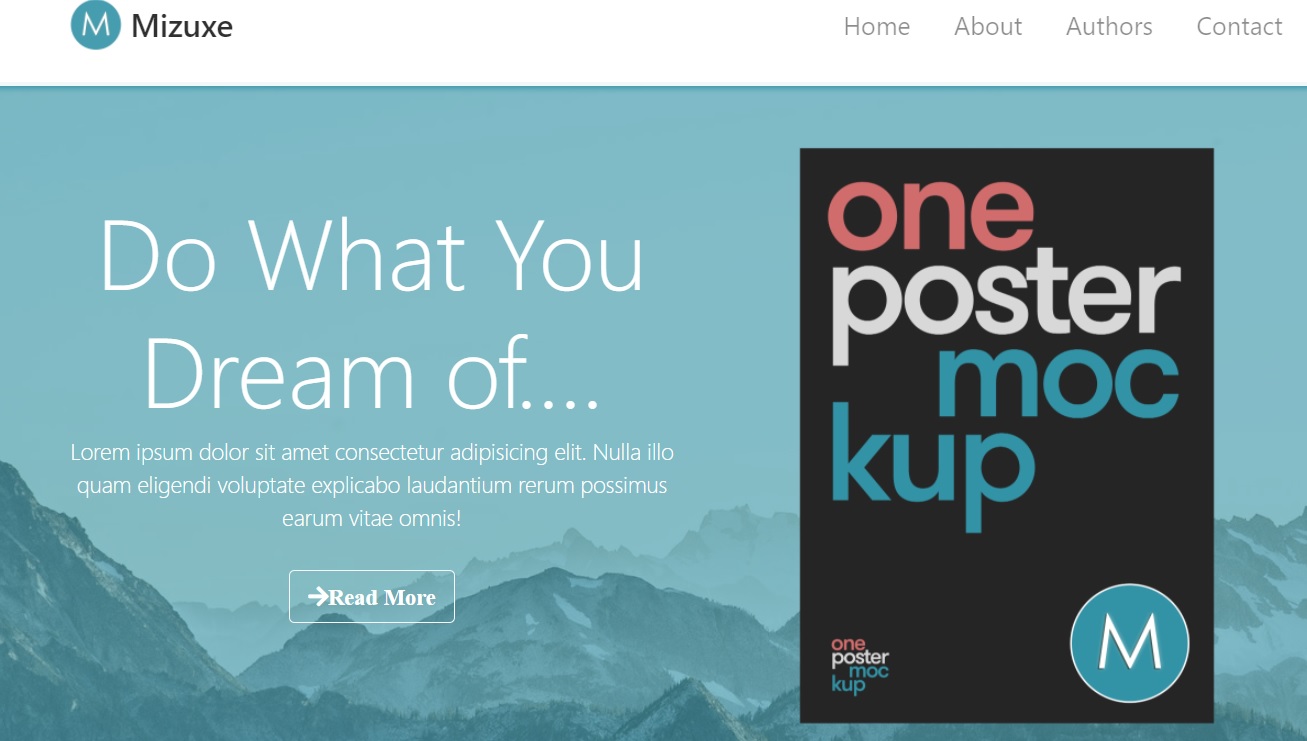 M Mizuxe
Home About Authors Contact
Do What You
Dream of....
Lorem ipsum dolor sit amet consectetur adipisicing elit. Nulla illo
quam eligendi voluptate explicabo laudantium rerum possimus
earum vitae omnis!
Read More
one
poster
moc
kup
one
poster
moc
kup
M